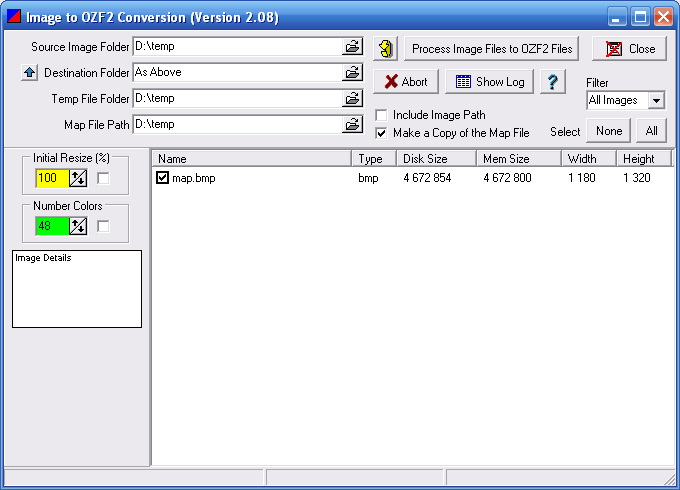 Image to OZF2 Conversion (Version 2.08)
Source Image Folder D:\temp
Destination Folder As Above
Temp File Folder D:\temp
Map File Path D:\temp
Process Image Files to OZF2 Files Close
Abort Show Log ?
Include Image Path
Make a Copy of the Map File
Filter
All Images
Select None All
Initial Resize (%)
100
Number Colors
48
Image Details
Name Type Disk Size Mem Size Width Height
map.bmp bmp 4 672 854 4 672 800 1 180 1 320